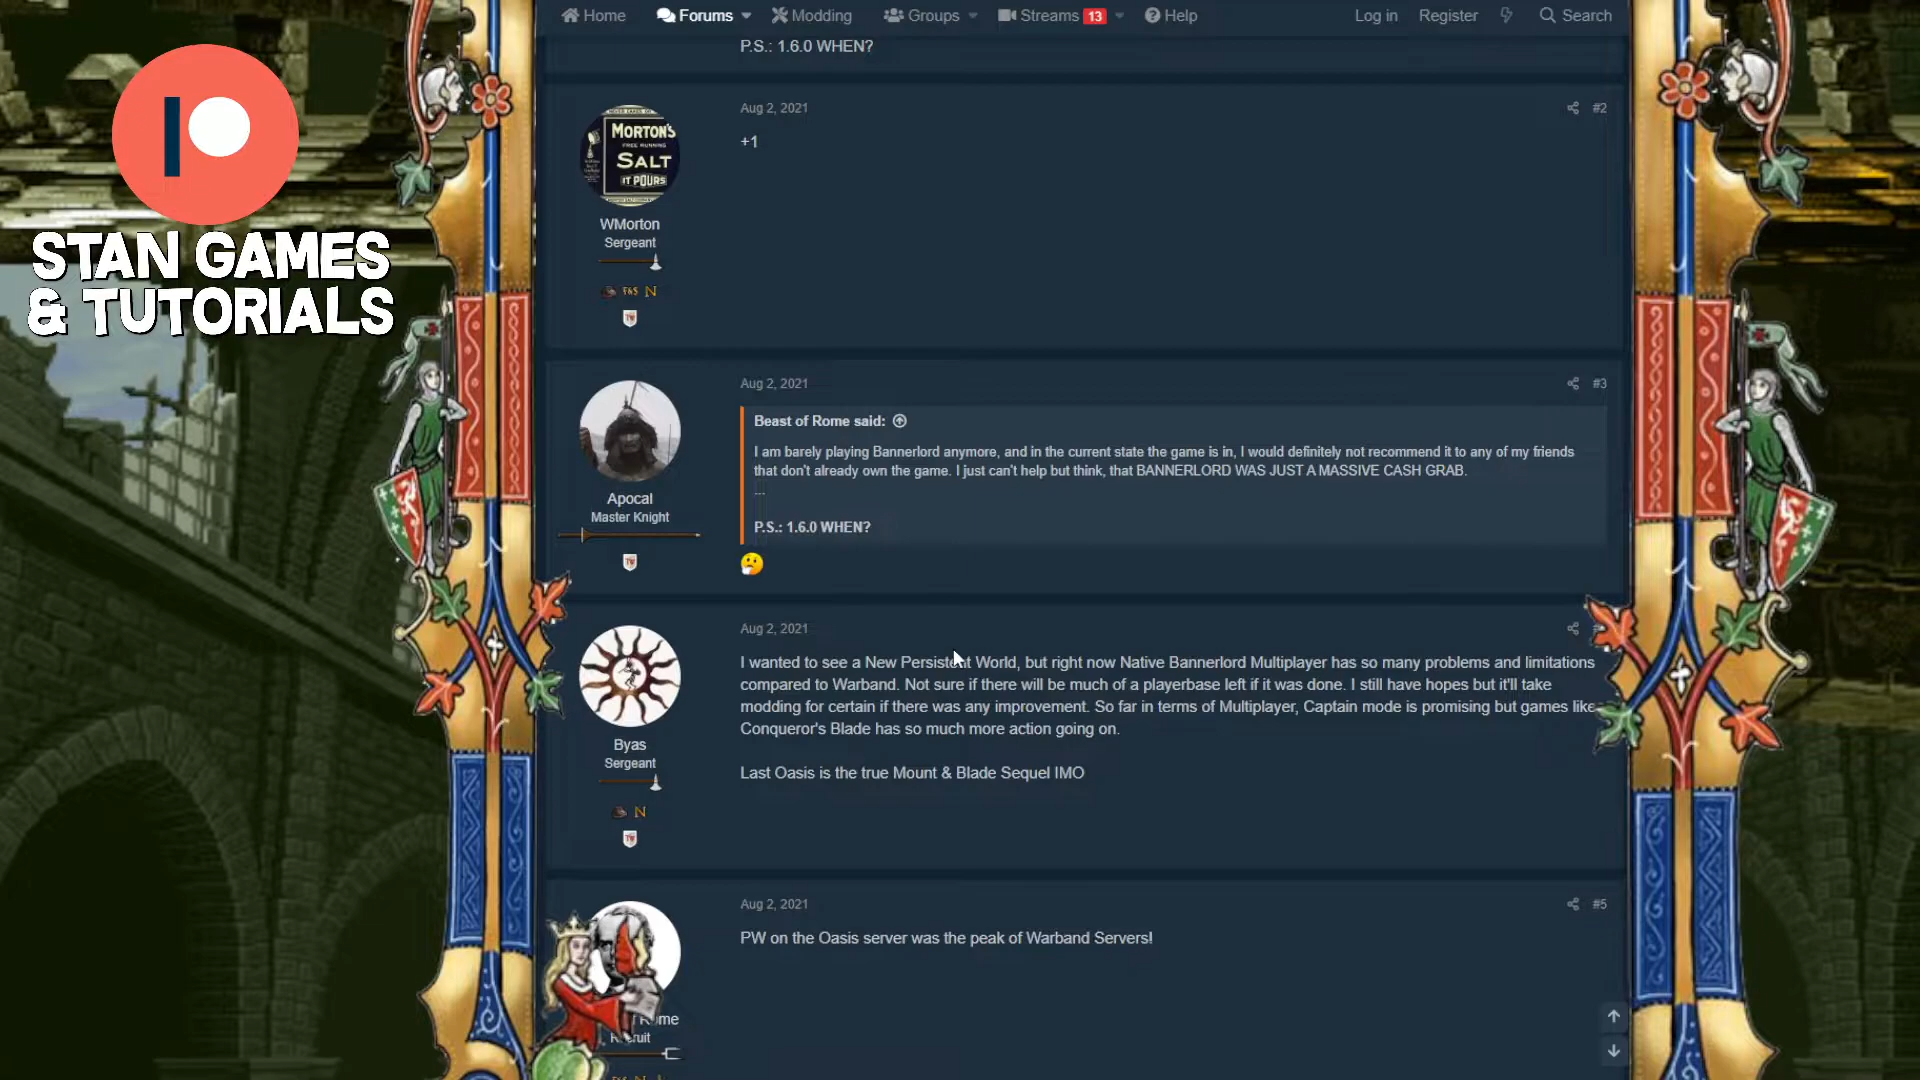 Home
Forums
Modding
Groups
Streams 13
Help
Log in
Register
Search
STAN GAMES
& TUTORIALS
P.S.: 1.6.0 WHEN?
Aug 2, 2021
#2
+1
MORTON'S
FREE RUNNING
SALT
IT POURS
WMorton
Sergeant
F&S N
Aug 2, 2021
#3
Beast of Rome said:
I am barely playing Bannerlord anymore, and in the current state the game is in, I would definitely not recommend it to any of my friends
that don't already own the game. I just can't help but think, that BANNERLORD WAS JUST A MASSIVE CASH GRAB.
...
P.S.: 1.6.0 WHEN?
Apocal
Master Knight
Aug 2, 2021
I wanted to see a New Persistent World, but right now Native Bannerlord Multiplayer has so many problems and limitations
compared to Warband. Not sure if there will be much of a playerbase left if it was done. I still have hopes but it'll take
modding for certain if there was any improvement. So far in terms of Multiplayer, Captain mode is promising but games like
Conqueror's Blade has so much more action going on.
Last Oasis is the true Mount & Blade Sequel IMO
Byas
Sergeant
N
Aug 2, 2021
#5
PW on the Oasis server was the peak of Warband Servers!